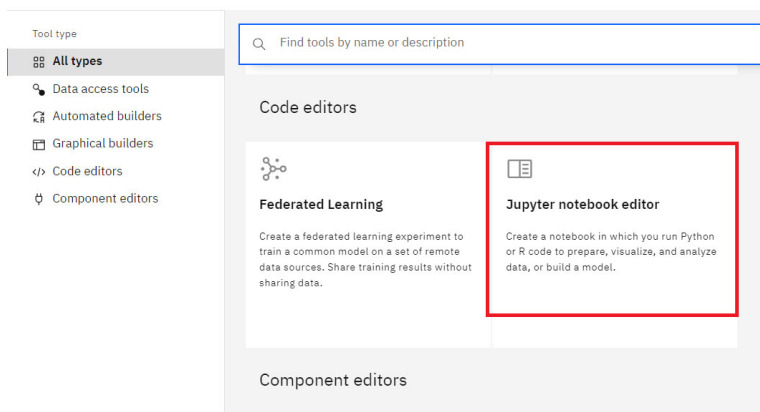 Tool type
All types
Data access tools
Automated builders
Graphical builders
Code editors
Component editors
Find tools by name or description
Code editors
Federated Learning
Create a federated learning experiment to
train a common model on a set of remote
data sources. Share training results without
sharing data.
Jupyter notebook editor
Create a notebook in which you run Python
or R code to prepare, visualize, and analyze
data, or build a model.
Component editors